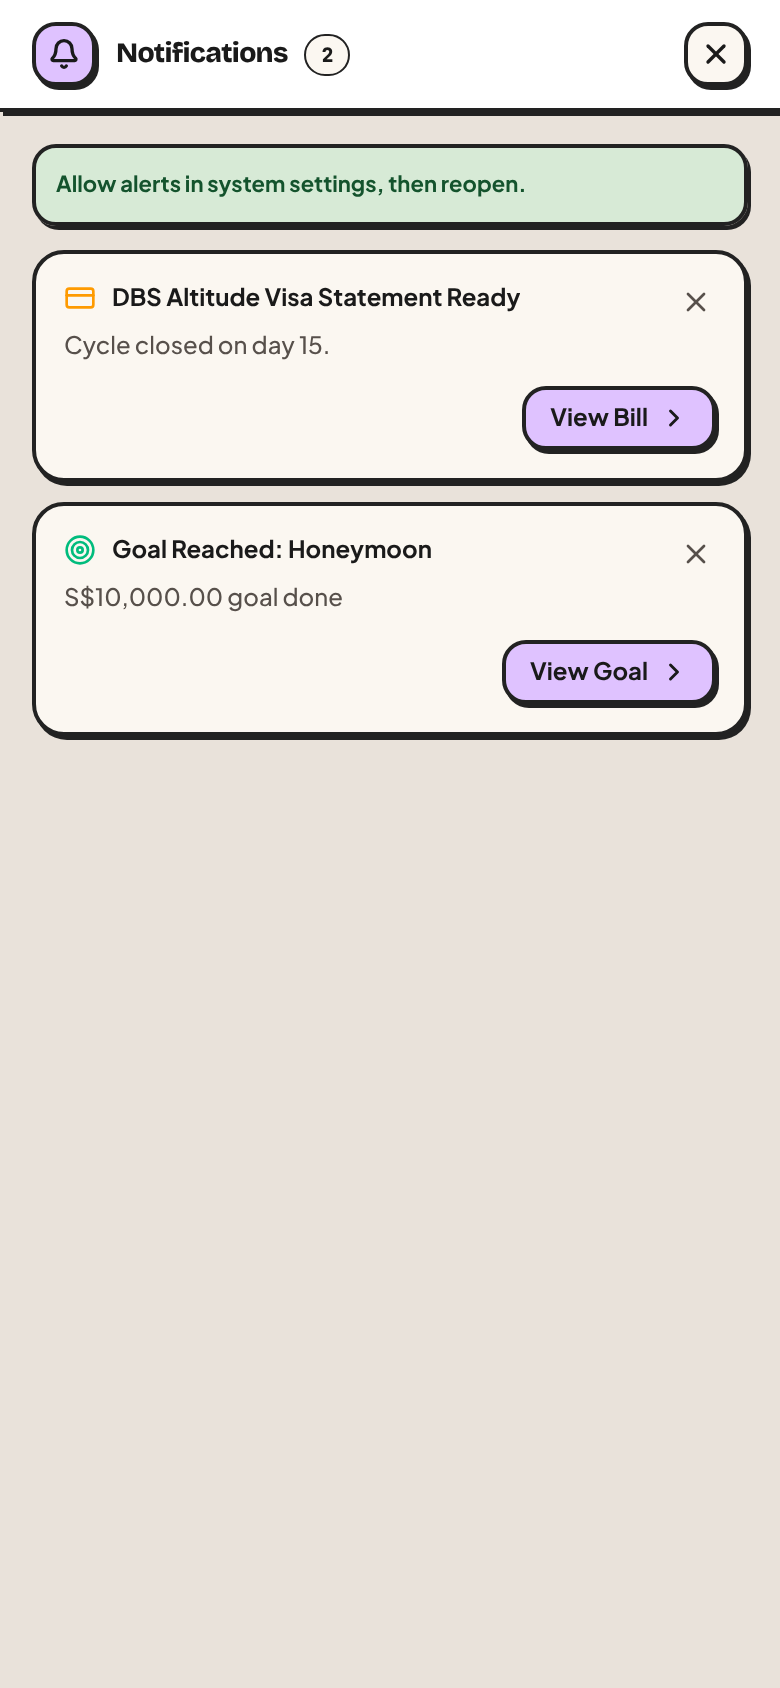 Notifications 2
Allow alerts in system settings, then reopen.
DBS Altitude Visa Statement Ready
Cycle closed on day 15.
View Bill
Goal Reached: Honeymoon
S$10,000.00 goal done
View Goal